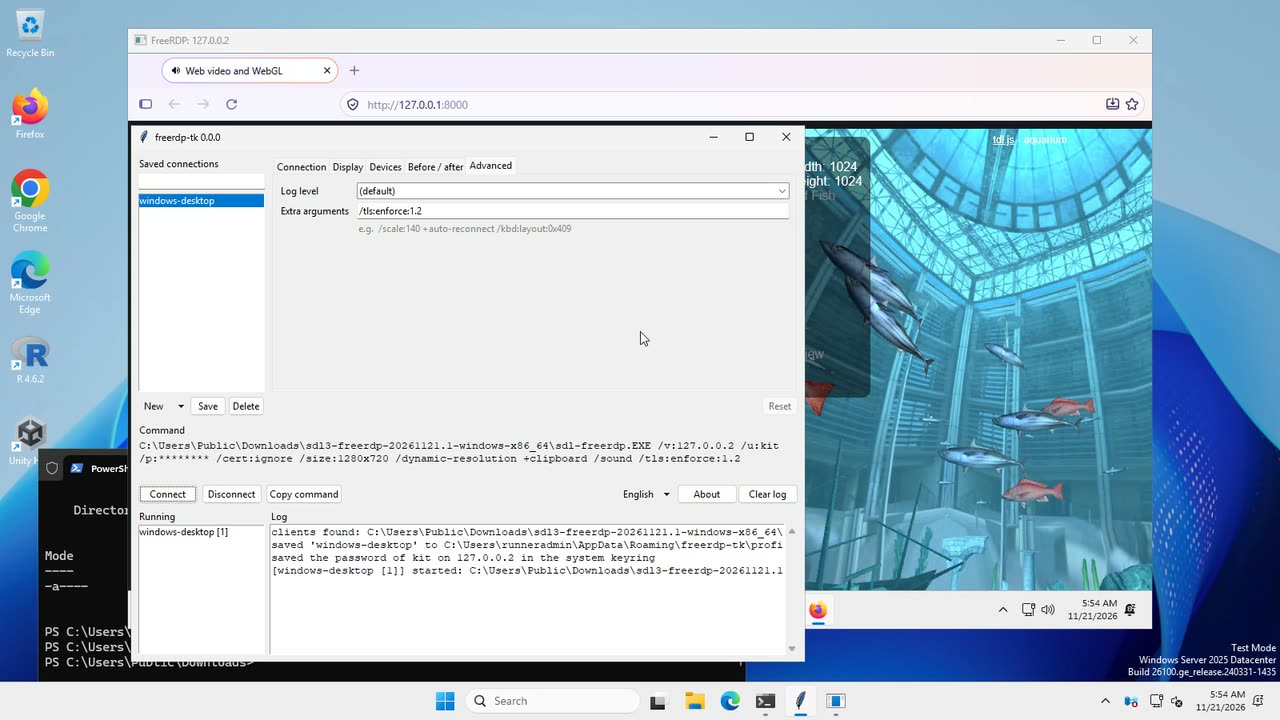 Recycle Bin
Firefox
Google
Chrome
Microsoft
Edge
R 4.6.2
Unity H
FreeRDP: 127.0.0.2
Web video and WebGL
http://127.0.0.1:8000
tdl.js aquarium
1024
1024
freerdp-tk 0.0.0
Saved connections
windows-desktop
New Save Delete
Connection Display Devices Before / after Advanced
Log level (default)
Extra arguments /tls:enforce:1.2
e.g. /scale:140 +auto-reconnect /kbd:layout:0x409
Reset
Command
C:\Users\Public\Downloads\sdl3-freerdp-20261121.1-windows-x86_64\sdl-freerdp.EXE /v:127.0.0.2 /u:kit
/p:******** /cert:ignore /size:1280x720 /dynamic-resolution +clipboard /sound /tls:enforce:1.2
Connect Disconnect Copy command English About Clear log
Running
windows-desktop [1]
Log
clients found: C:\Users\Public\Downloads\sdl3-freerdp-20261121.1-windows-x86_64\
saved 'windows-desktop' to C:\Users\runneradmin\AppData\Roaming\freerdp-tk\profi
saved the password of kit on 127.0.0.2 in the system keyring
[windows-desktop [1]] started: C:\Users\Public\Downloads\sdl3-freerdp-20261121.1
5:54 AM
11/21/2026
PowerSh
Director
Mode
----
-a----
PS C:\Users\
PS C:\Users\
PS C:\Users\Public\Downloads>
Test Mode
Windows Server 2025 Datacenter
Build 26100.ge_release.240331-1435
Search
5:54 AM
11/21/2026